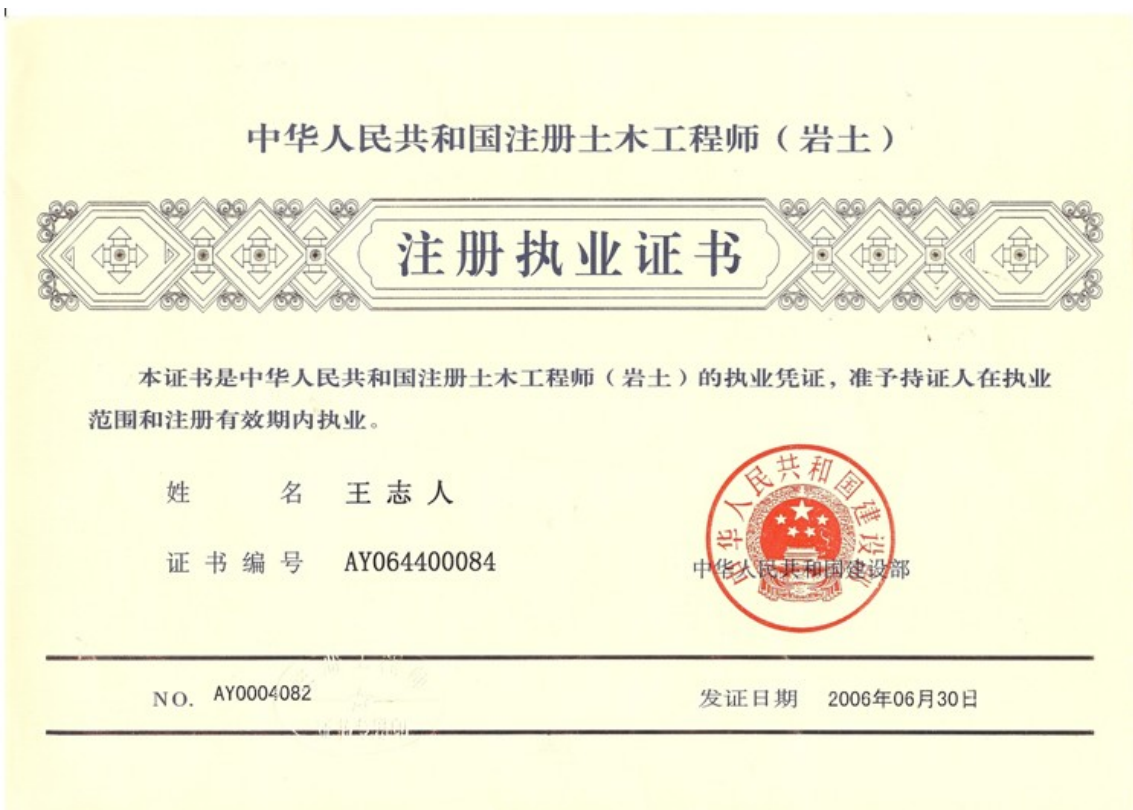 中华人民共和国注册土木工程师（岩土）
注册执业证书
本证书是中华人民共和国注册土木工程师（岩土）的执业凭证，准予持证人在执业
范围和注册有效期内执业。
姓 名 王志人
证书编号 AY064400084
中华人民共和国建设部
中华人民共和国建设部
NO. AY0004082
发证日期 2006年06月30日